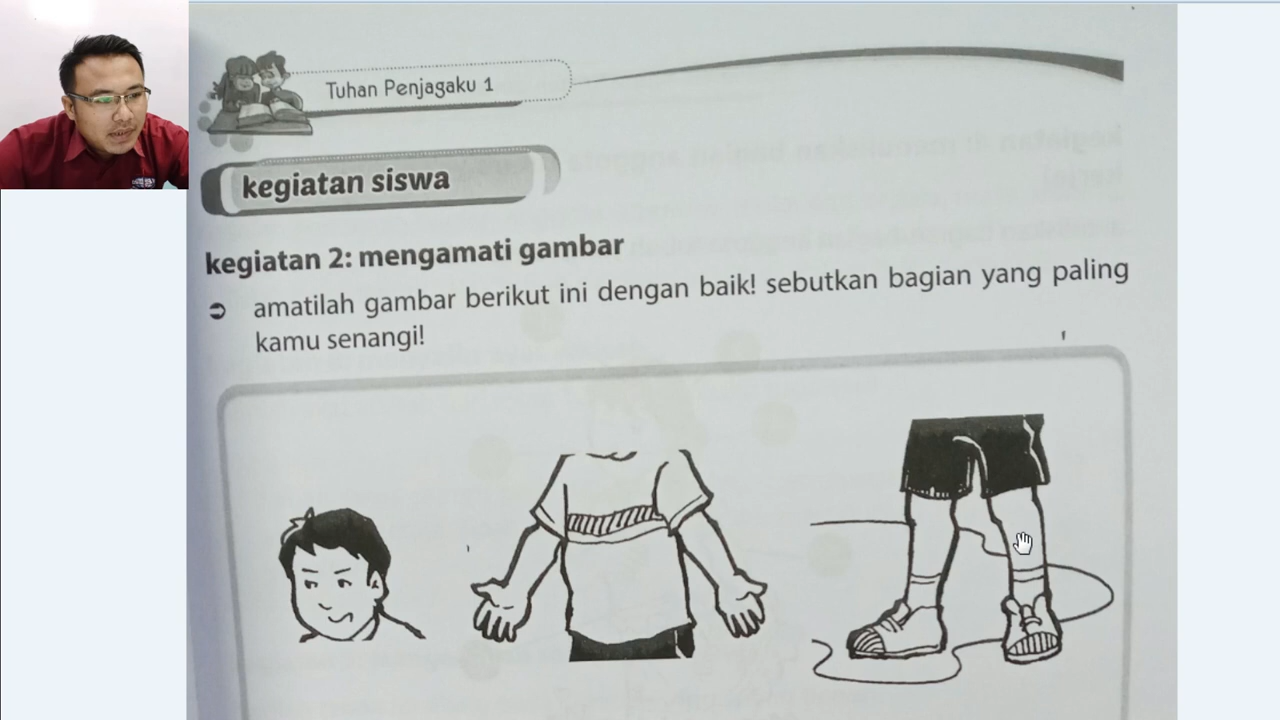 Tuhan Penjagaku 1
kegiatan siswa
kegiatan 2: mengamati gambar
amatilah gambar berikut ini dengan baik! sebutkan bagian yang paling
kamu senangi!